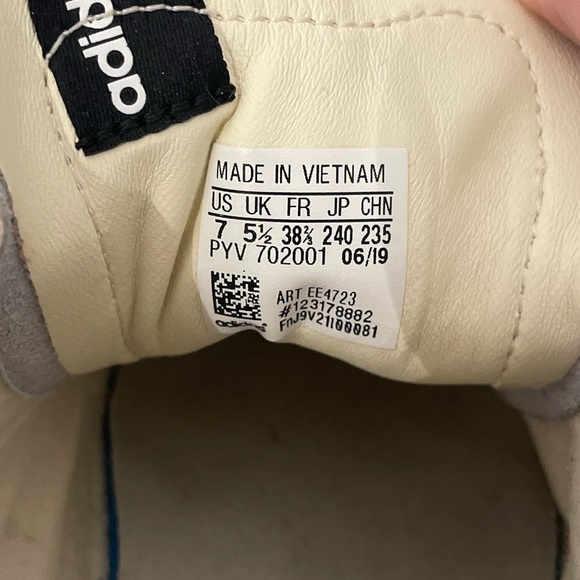 adidas
MADE IN VIETNAM
US UK FR JP CHN
7 5½ 38⅔ 240 235
PYV 702001 06/19
ART EE4723
#123178882
FnJ9V21I00081
adidas